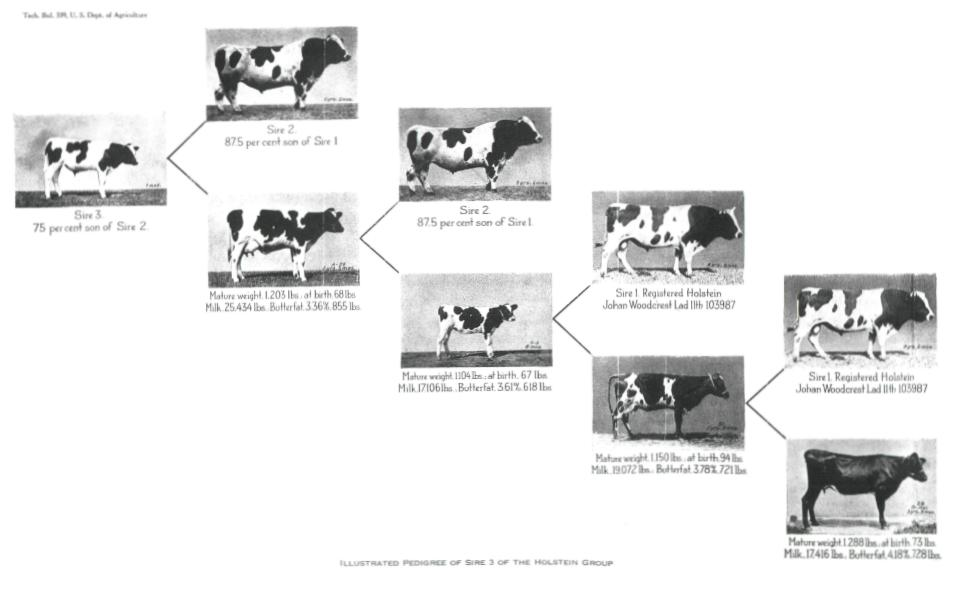 Tech. Bul. 339, U. S. Dept. of Agriculture
Sire 2.
87.5 per cent son of Sire 1
Sire 3.
75 per cent son of Sire 2.
Sire 2.
87.5 per cent son of Sire 1.
Mature weight. 1.203 lbs.: at birth. 68 lbs
Milk. 25.434 lbs.. Butterfat. 3.36%. 855 lbs.
Sire 1. Registered Holstein
Johan Woodcrest Lad 11th 103987
Mature weight. 1104 lbs.: at birth. 67 lbs
Milk. 17106 lbs.. Butterfat. 3.61%. 618 lbs
Sire 1. Registered Holstein
Johan Woodcrest Lad 11th 103987
Mature weight. 1.150 lbs.. at birth. 94 lbs
Milk. 19.072 lbs.. Butterfat. 3.78%. 721 lbs
Mature weight. 1.288 lbs.. at birth. 73 lbs.
Milk. 17.416 lbs.. Butterfat. 4.18%. 728 lbs.
ILLUSTRATED PEDIGREE OF SIRE 3 OF THE HOLSTEIN GROUP